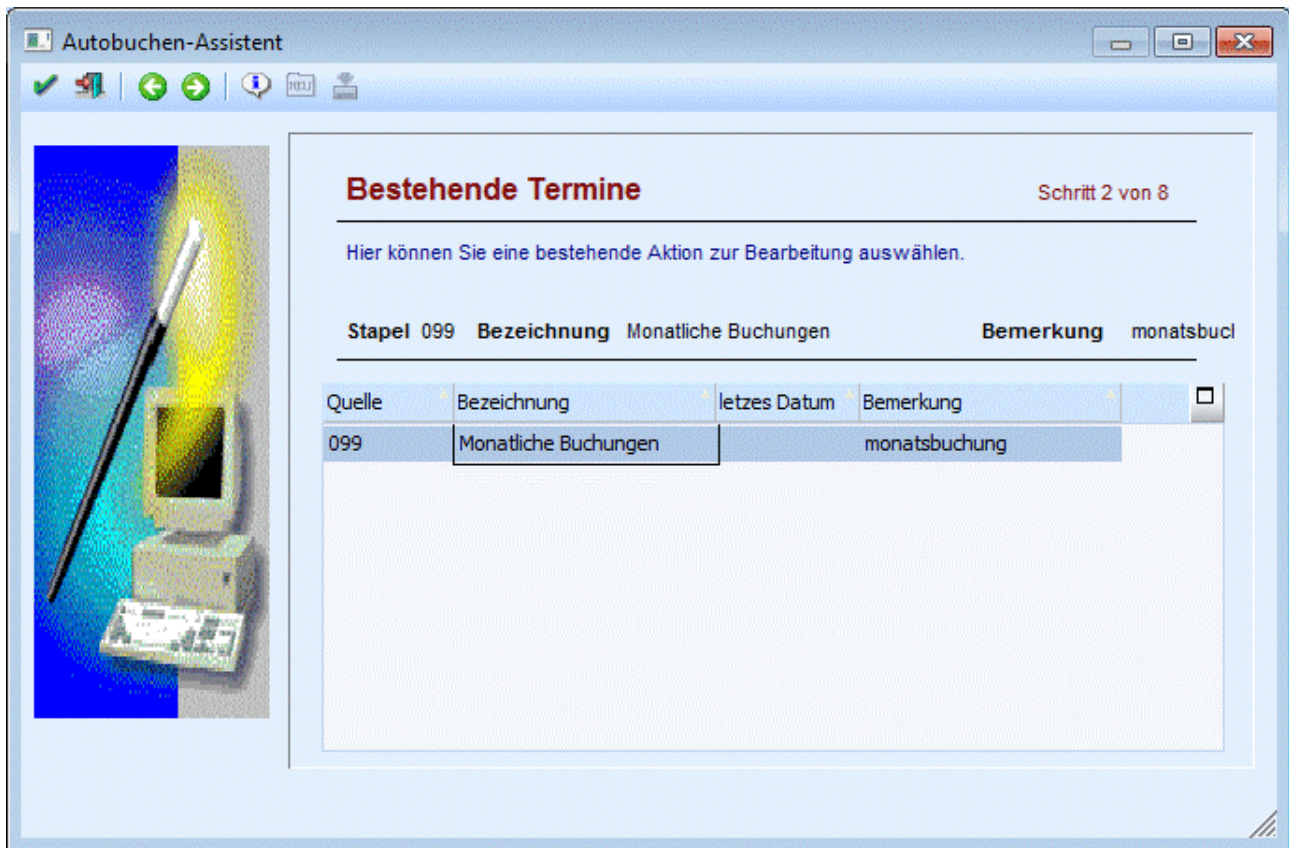 Autobuchen-Assistent
NEU
Bestehende Termine Schritt 2 von 8
Hier können Sie eine bestehende Aktion zur Bearbeitung auswählen.
Stapel 099 Bezeichnung Monatliche Buchungen Bemerkung monatsbucl
Quelle Bezeichnung letzes Datum Bemerkung
099 Monatliche Buchungen monatsbuchung